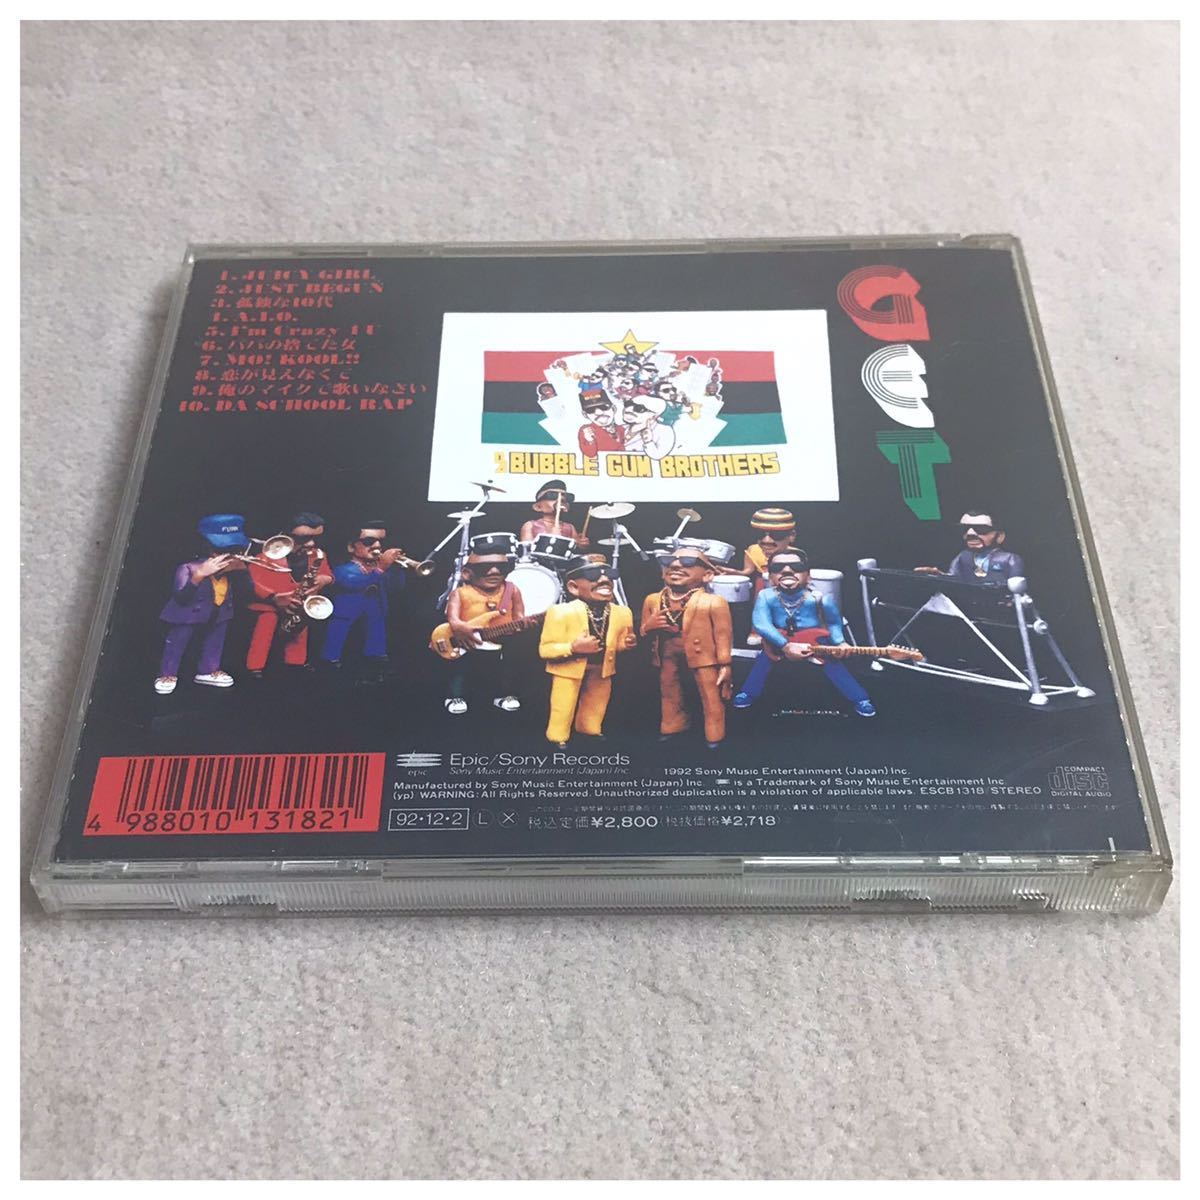 1. JUICY GIRL
2. JUST BEGUN
3. 孤独な10代
4. A.I.O.
5. I'm Crazy 4 U
6. パパの捨てた女
7. MO! KOOL!!
8. 恋が見えなくて
9. 俺のマイクで歌いなさい
10. DA SCHOOL RAP
GET
BUBBLE GUM BROTHERS
Epic/Sony Records
epic
Sony Music Entertainment (Japan) Inc.
1992 Sony Music Entertainment (Japan) Inc.
Manufactured by Sony Music Entertainment (Japan) Inc. is a Trademark of Sony Music Entertainment Inc.
(yp) WARNING: All Rights Reserved. Unauthorized duplication is a violation of applicable laws. ESCB 1318/STEREO
COMPACT disc DIGITAL AUDIO
92・12・2 L X 税込定価¥2,800(税抜価格¥2,718)
4 988010 131821